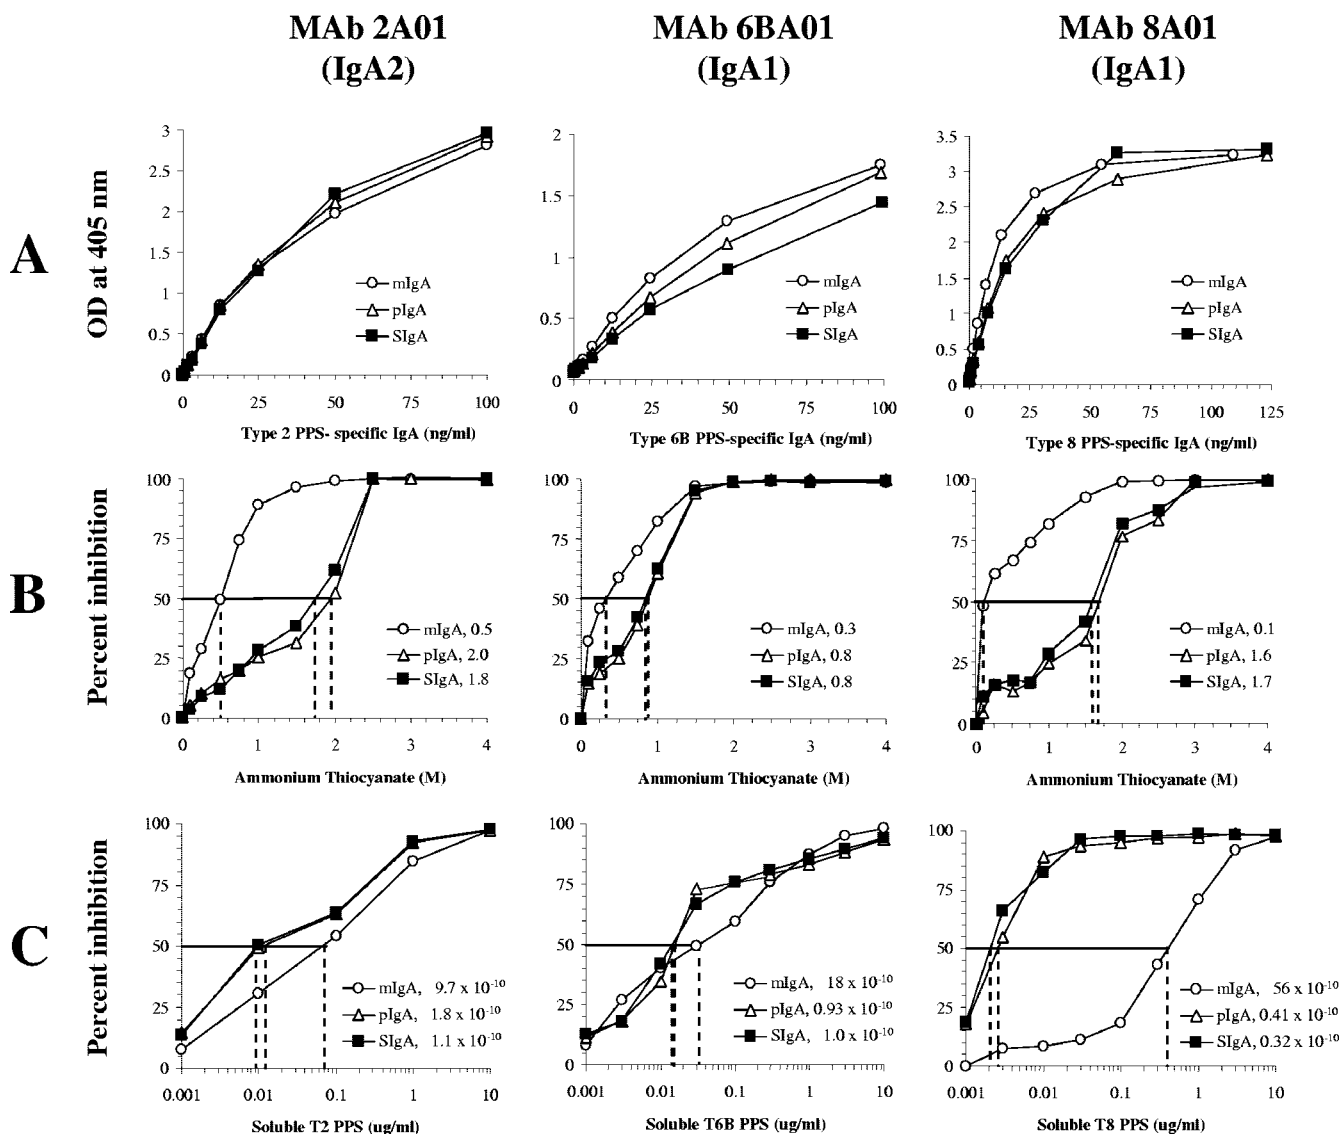 MAb 2A01
(IgA2)
MAb 6BA01
(IgA1)
MAb 8A01
(IgA1)
A
OD at 405 nm
3
2.5
2
1.5
1
0.5
0
0 25 50 75 100
mIgA
pIgA
SIgA
Type 2 PPS- specific IgA (ng/ml)
2
1.5
1
0.5
0
0 25 50 75 100
mIgA
pIgA
SIgA
Type 6B PPS-specific IgA (ng/ml)
3.5
3
2.5
2
1.5
1
0.5
0
0 25 50 75 100 125
mIgA
pIgA
SIgA
Type 8 PPS-specific IgA (ng/ml)
B
Percent inhibition
100
75
50
25
0
0 1 2 3 4
mIgA, 0.5
pIgA, 2.0
SIgA, 1.8
Ammonium Thiocyanate (M)
100
75
50
25
0
0 1 2 3 4
mIgA, 0.3
pIgA, 0.8
SIgA, 0.8
Ammonium Thiocyanate (M)
100
75
50
25
0
0 1 2 3 4
mIgA, 0.1
pIgA, 1.6
SIgA, 1.7
Ammonium Thiocyanate (M)
C
Percent inhibition
100
75
50
25
0
0.001 0.01 0.1 1 10
mIgA, 9.7 x 10-10
pIgA, 1.8 x 10-10
SIgA, 1.1 x 10-10
Soluble T2 PPS (ug/ml)
100
75
50
25
0
0.001 0.01 0.1 1 10
mIgA, 18 x 10-10
pIgA, 0.93 x 10-10
SIgA, 1.0 x 10-10
Soluble T6B PPS (ug/ml)
100
75
50
25
0
0.001 0.01 0.1 1 10
mIgA, 56 x 10-10
pIgA, 0.41 x 10-10
SIgA, 0.32 x 10-10
Soluble T8 PPS (ug/ml)